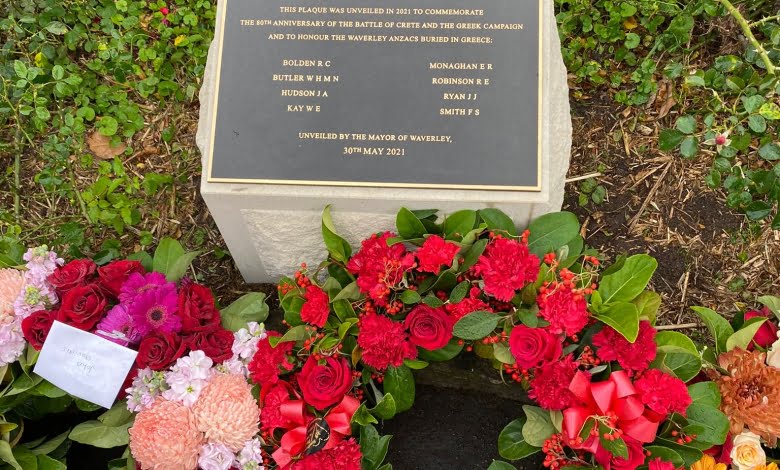 THIS PLAQUE WAS UNVEILED IN 2021 TO COMMEMORATE
THE 80TH ANNIVERSARY OF THE BATTLE OF CRETE AND THE GREEK CAMPAIGN
AND TO HONOUR THE WAVERLEY ANZACS BURIED IN GREECE:
BOLDEN R C
BUTLER W H M N
HUDSON J A
KAY W E
MONAGHAN E R
ROBINSON R E
RYAN J J
SMITH F S
UNVEILED BY THE MAYOR OF WAVERLEY,
30TH MAY 2021